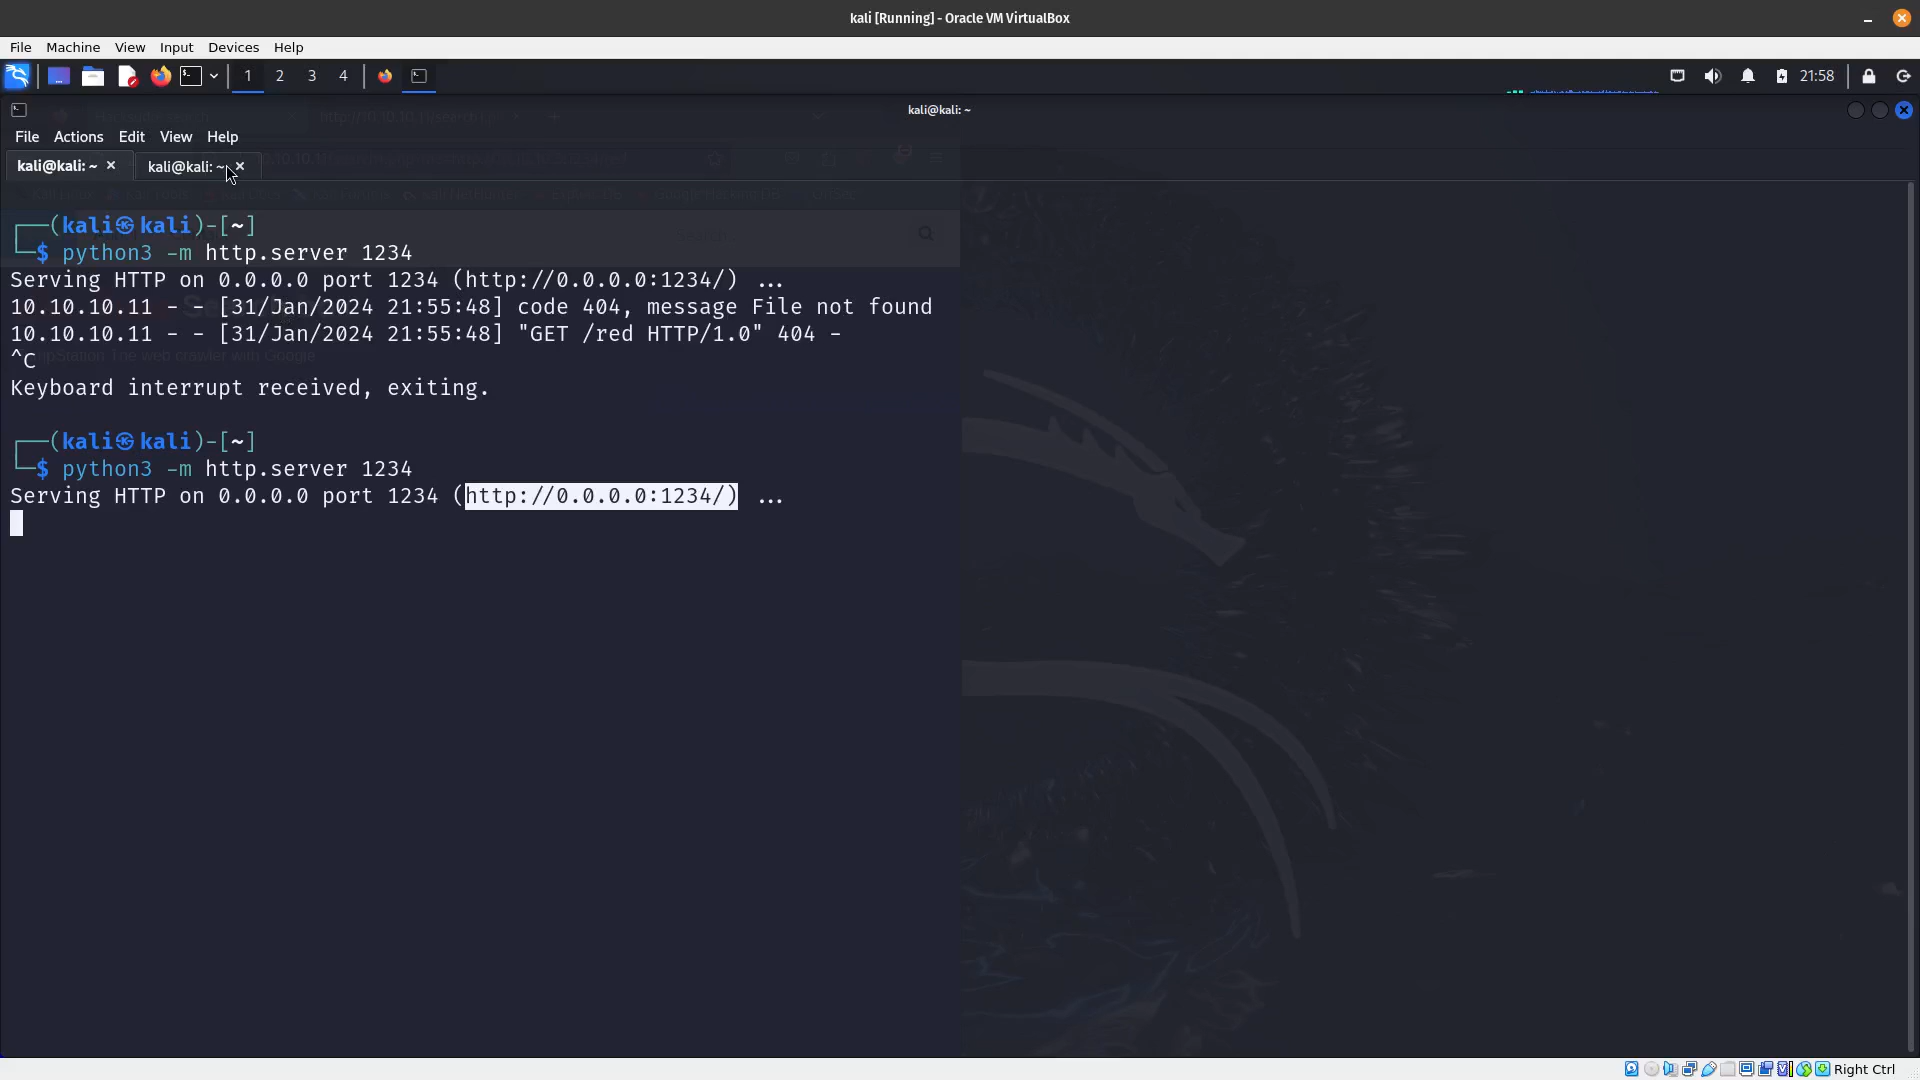 kali [Running] - Oracle VM VirtualBox
File Machine View Input Devices Help
1 2 3 4 21:58
kali@kali: ~
File Actions Edit View Help
kali@kali: ~ × kali@kali: ~ ×
┌──(kali㉿kali)-[~]
└─$ python3 -m http.server 1234
Serving HTTP on 0.0.0.0 port 1234 (http://0.0.0.0:1234/) ...
10.10.10.11 - - [31/Jan/2024 21:55:48] code 404, message File not found
10.10.10.11 - - [31/Jan/2024 21:55:48] "GET /red HTTP/1.0" 404 -
^C
Keyboard interrupt received, exiting.
┌──(kali㉿kali)-[~]
└─$ python3 -m http.server 1234
Serving HTTP on 0.0.0.0 port 1234 (http://0.0.0.0:1234/) ...
Right Ctrl